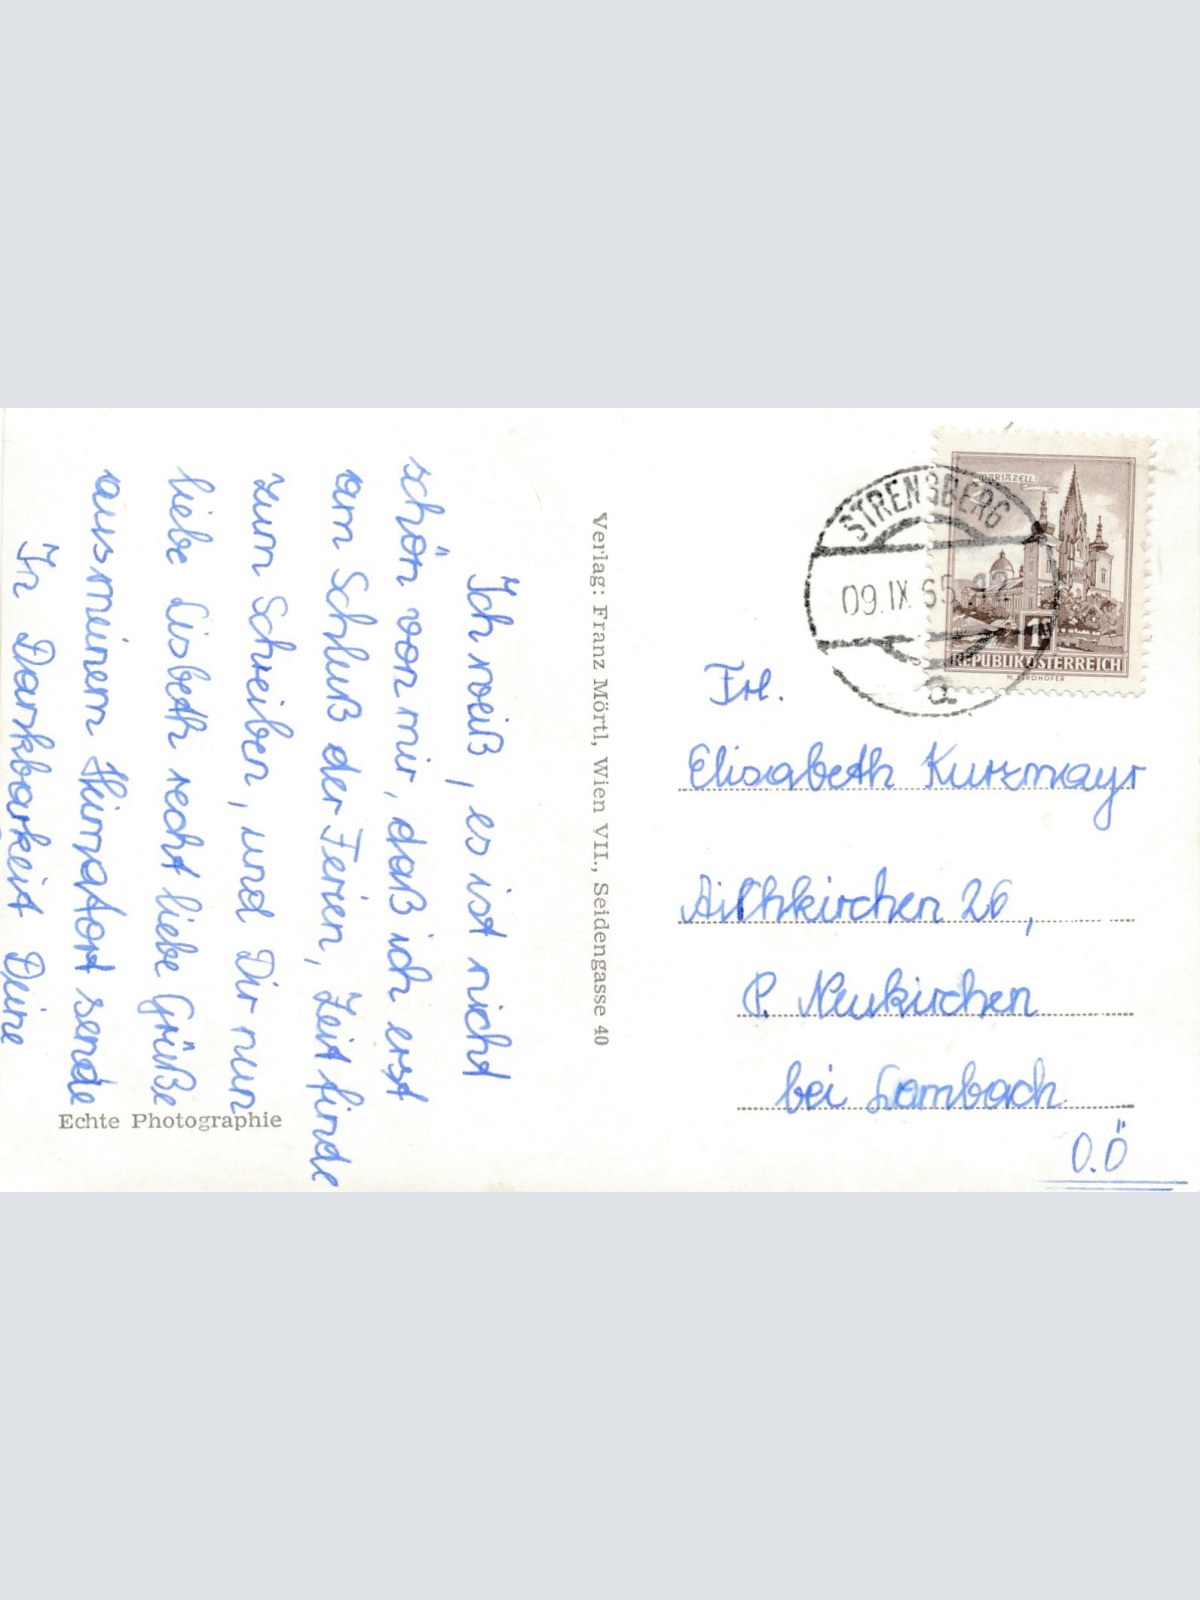 Ich weiß, es ist nicht
schön von mir, daß ich erst
am Schluß der Ferien, Zeit finde
zum Schreiben, und Dir nun
liebe Lisbeth recht liebe Grüße
aus meinem Heimatort sende
In Dankbarkeit Deine
Echte Photographie
Verlag: Franz Mörtl, Wien VII., Seidengasse 40
STRENGBERG
09.IX 65 12
a
MARIAZELL
1
REPUBLIK ÖSTERREICH
Frl.
Elisabeth Kurzmayr
26,
P. Neukirchen
bei Lambach
O.Ö